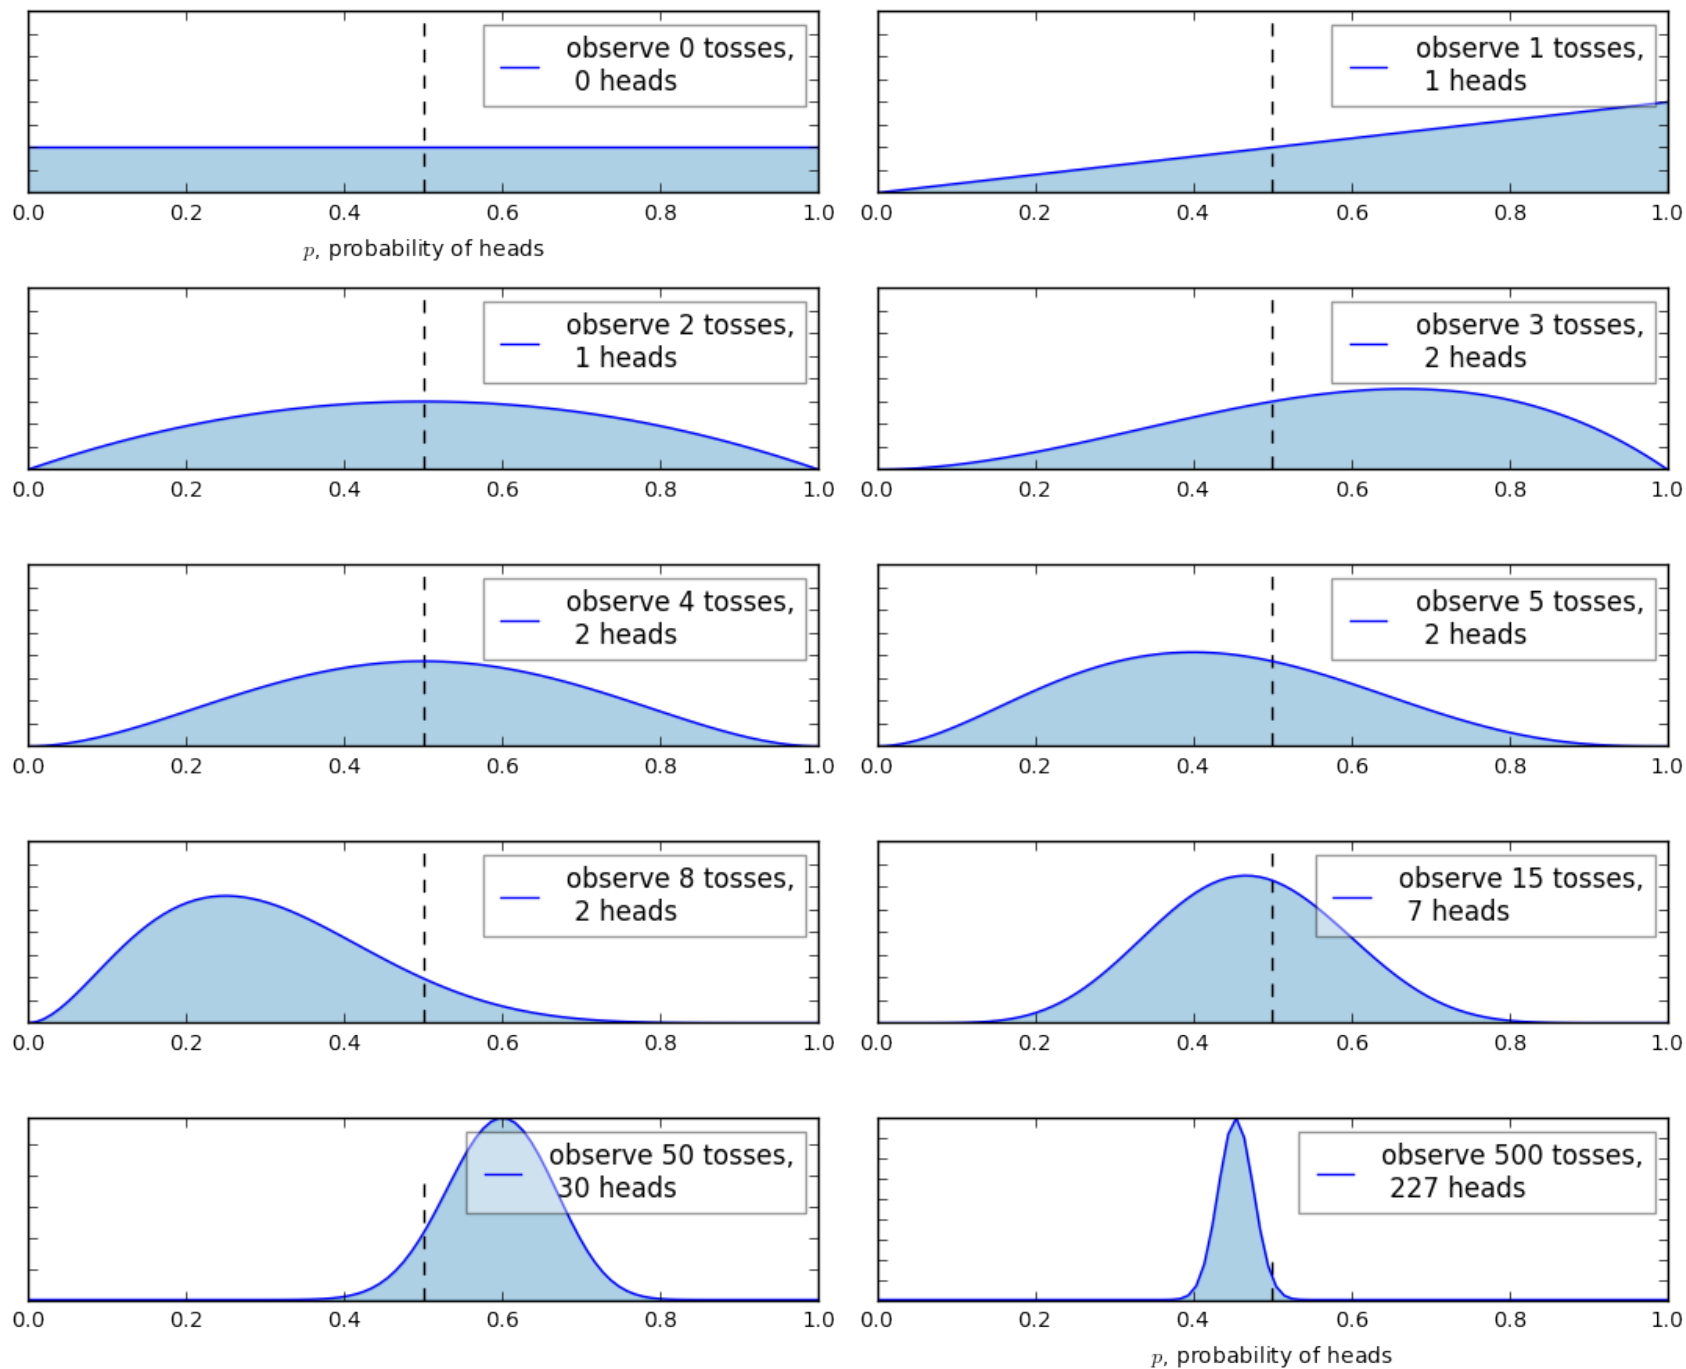 observe 0 tosses,
0 heads
0.0 0.2 0.4 0.6 0.8 1.0
p, probability of heads
observe 1 tosses,
1 heads
0.0 0.2 0.4 0.6 0.8 1.0
observe 2 tosses,
1 heads
0.0 0.2 0.4 0.6 0.8 1.0
observe 3 tosses,
2 heads
0.0 0.2 0.4 0.6 0.8 1.0
observe 4 tosses,
2 heads
0.0 0.2 0.4 0.6 0.8 1.0
observe 5 tosses,
2 heads
0.0 0.2 0.4 0.6 0.8 1.0
observe 8 tosses,
2 heads
0.0 0.2 0.4 0.6 0.8 1.0
observe 15 tosses,
7 heads
0.0 0.2 0.4 0.6 0.8 1.0
observe 50 tosses,
30 heads
0.0 0.2 0.4 0.6 0.8 1.0
observe 500 tosses,
227 heads
0.0 0.2 0.4 0.6 0.8 1.0
p, probability of heads